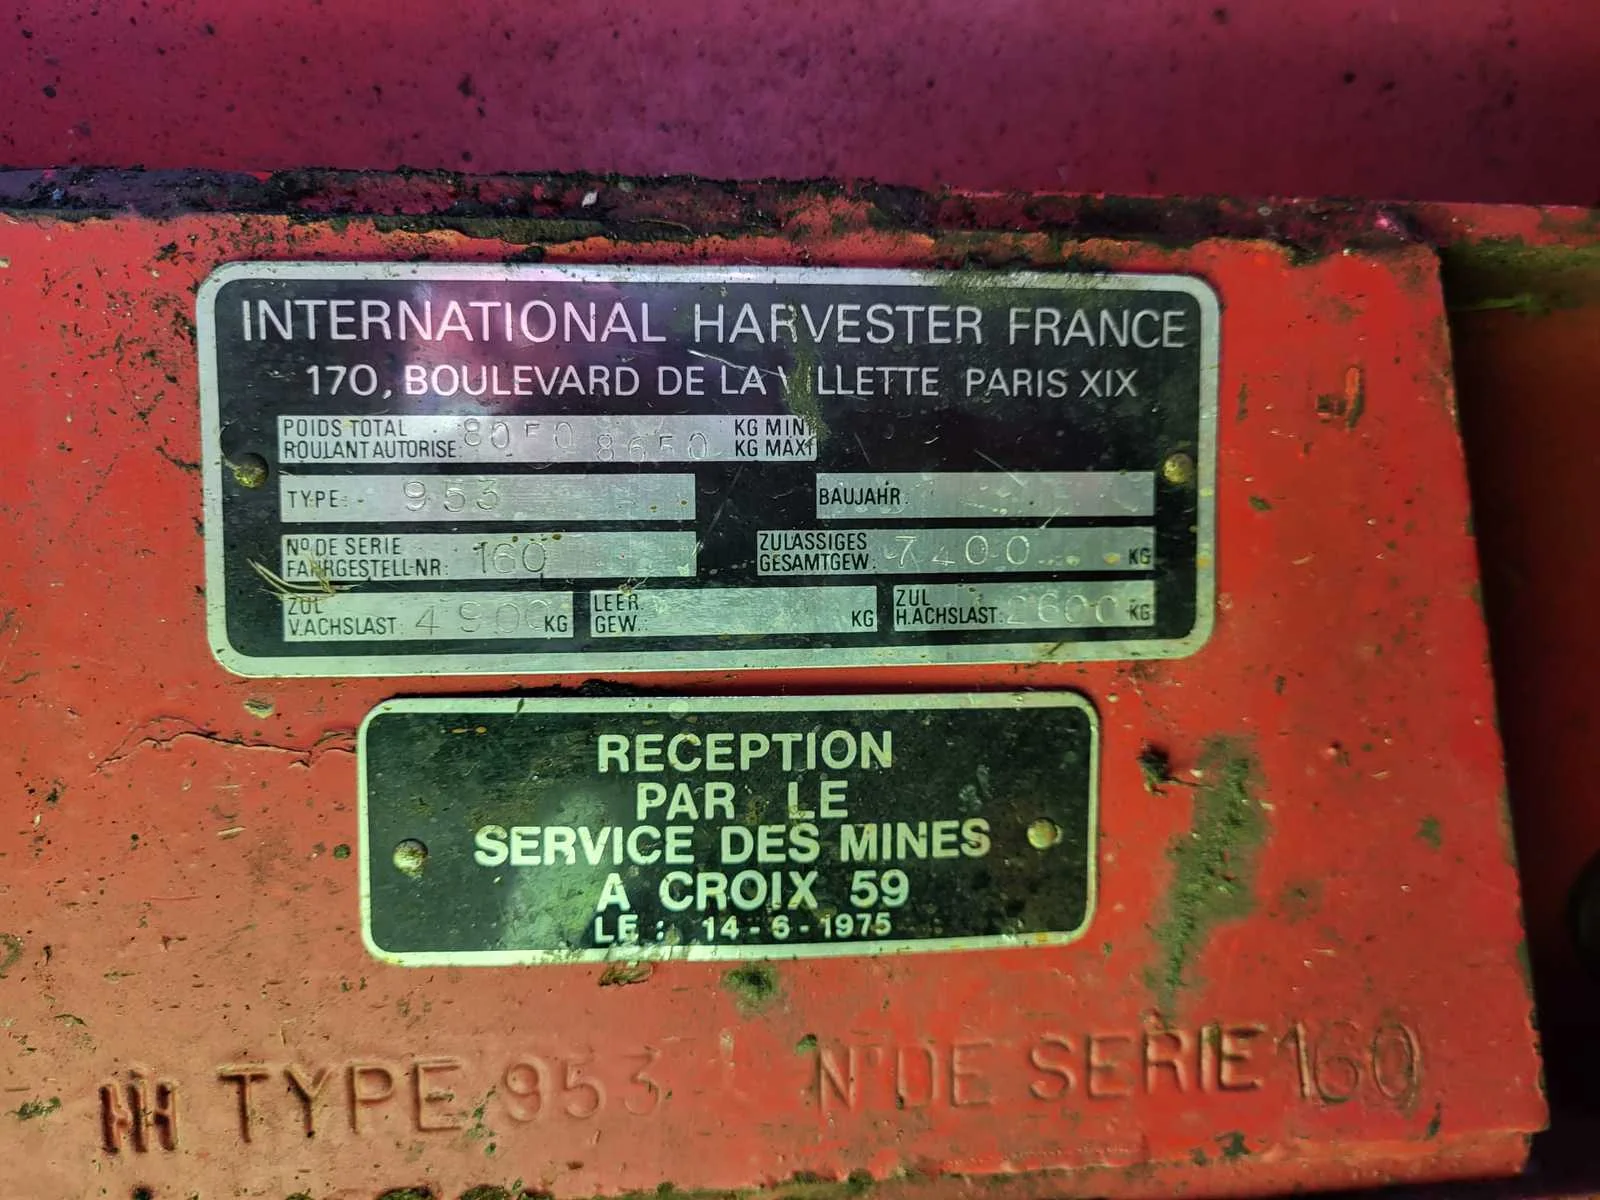 INTERNATIONAL HARVESTER FRANCE
170, BOULEVARD DE LA VILLETTE PARIS XIX
POIDS TOTAL ROULANT AUTORISE: 8050 8650 KG MINI KG MAXI
TYPE: 953 BAUJAHR:
Nº DE SERIE FAHRGESTELL-NR: 160 ZULÄSSIGES GESAMTGEW: 7400 KG
ZUL V.ACHSLAST: 4900 KG LEER GEW.: KG ZUL H.ACHSLAST: 2600 KG
RECEPTION
PAR LE
SERVICE DES MINES
A CROIX 59
LE : 14-6-1975
IH TYPE 953 Nº DE SERIE 160